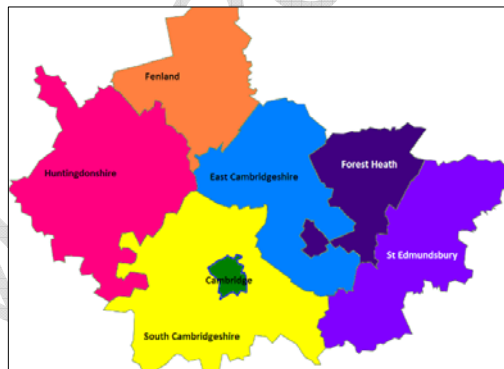 Fenland
Forest Heath
Huntingdonshire
East Cambridgeshire
St Edmundsbury
Cambridge
South Cambridgeshire